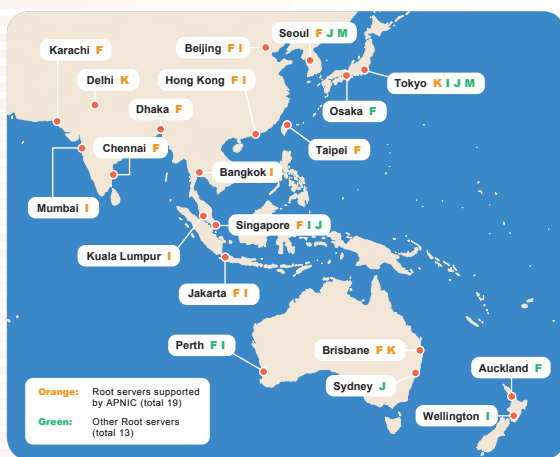 Seoul F J M
Karachi F
Beijing F I
Delhi K
Hong Kong F I
Tokyo K I J M
Dhaka F
Osaka F
Chennai F
Taipei F
Bangkok I
Mumbai I
Singapore F I J
Kuala Lumpur I
Jakarta F I
Perth F I
Brisbane F K
Auckland F
Sydney J
Wellington I
Orange: Root servers supported
by APNIC (total 19)
Green: Other Root servers
(total 13)